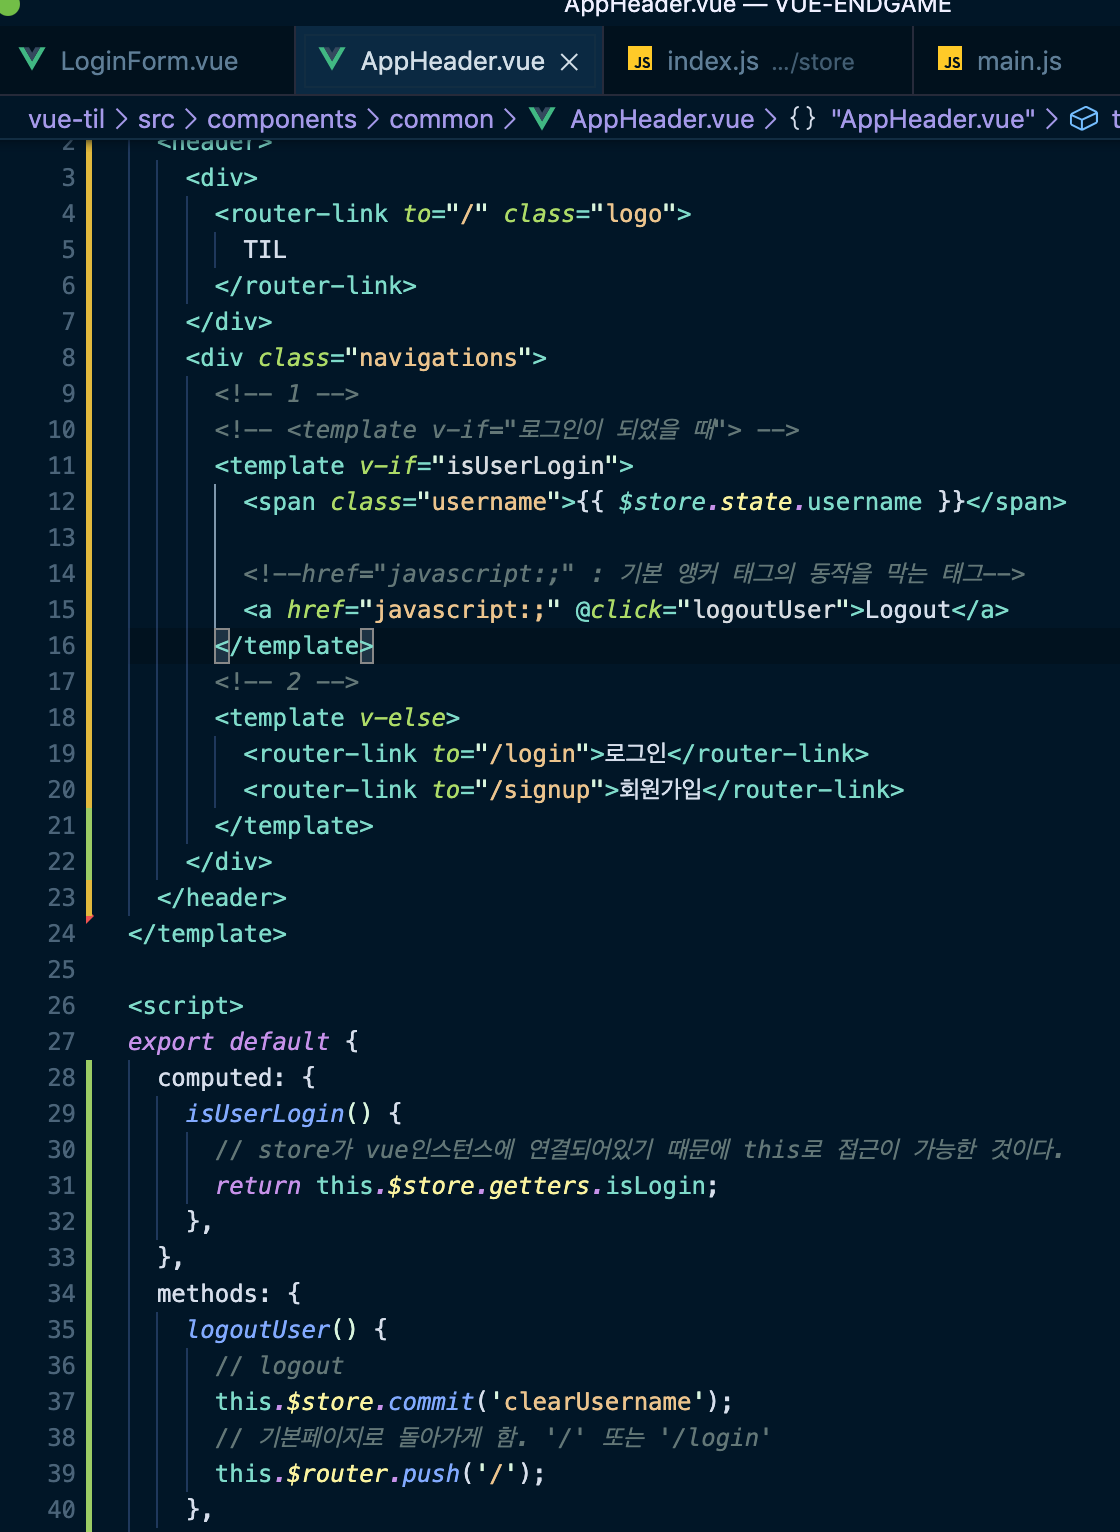 AppHeader.vue — VUE-ENDGAME
LoginForm.vue AppHeader.vue × JS index.js .../store JS main.js
vue-til > src > components > common > AppHeader.vue > {} "AppHeader.vue" > t
2 <header>
3 <div>
4 <router-link to="/" class="logo">
5 TIL
6 </router-link>
7 </div>
8 <div class="navigations">
9 <!-- 1 -->
10 <!-- <template v-if="로그인이 되었을 때"> -->
11 <template v-if="isUserLogin">
12 <span class="username">{{ $store.state.username }}</span>
13
14 <!--href="javascript:;" : 기본 앵커 태그의 동작을 막는 태그-->
15 <a href="javascript:;" @click="logoutUser">Logout</a>
16 </template>
17 <!-- 2 -->
18 <template v-else>
19 <router-link to="/login">로그인</router-link>
20 <router-link to="/signup">회원가입</router-link>
21 </template>
22 </div>
23 </header>
24 </template>
25
26 <script>
27 export default {
28 computed: {
29 isUserLogin() {
30 // store가 vue인스턴스에 연결되어있기 때문에 this로 접근이 가능한 것이다.
31 return this.$store.getters.isLogin;
32 },
33 },
34 methods: {
35 logoutUser() {
36 // logout
37 this.$store.commit('clearUsername');
38 // 기본페이지로 돌아가게 함. '/' 또는 '/login'
39 this.$router.push('/');
40 },